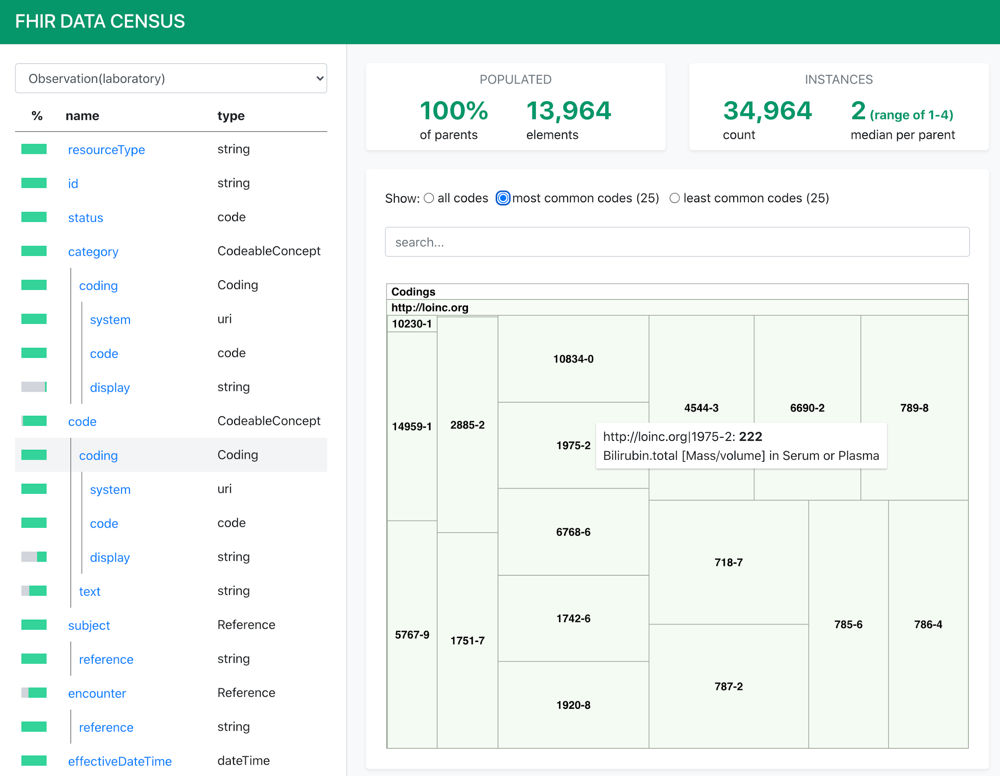 FHIR DATA CENSUS
Observation(laboratory)
% name type
resourceType string
id string
status code
category CodeableConcept
coding Coding
system uri
code code
display string
code CodeableConcept
coding Coding
system uri
code code
display string
text string
subject Reference
reference string
encounter Reference
reference string
effectiveDateTime dateTime
POPULATED
100% 13,964
of parents elements
INSTANCES
34,964 2 (range of 1-4)
count median per parent
Show: all codes most common codes (25) least common codes (25)
search...
Codings
http://loinc.org
10230-1
14959-1
5767-9
2885-2
1751-7
10834-0
1975-2
6768-6
1742-6
1920-8
4544-3
6690-2
789-8
http://loinc.org|1975-2: 222
Bilirubin.total [Mass/volume] in Serum or Plasma
718-7
787-2
785-6
786-4